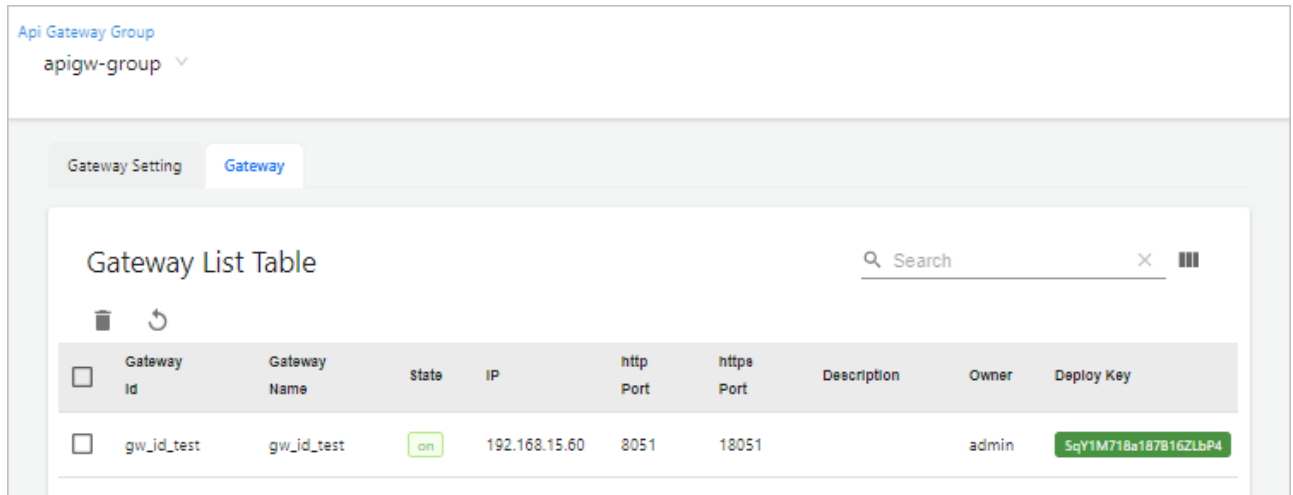 Api Gateway Group
apigw-group
Gateway Setting Gateway
Gateway List Table
Search
Gateway Id Gateway Name State IP http Port https Port Description Owner Deploy Key
gw_id_test gw_id_test on 192.168.15.60 8051 18051 admin SqY1M718a187B16ZLbP4